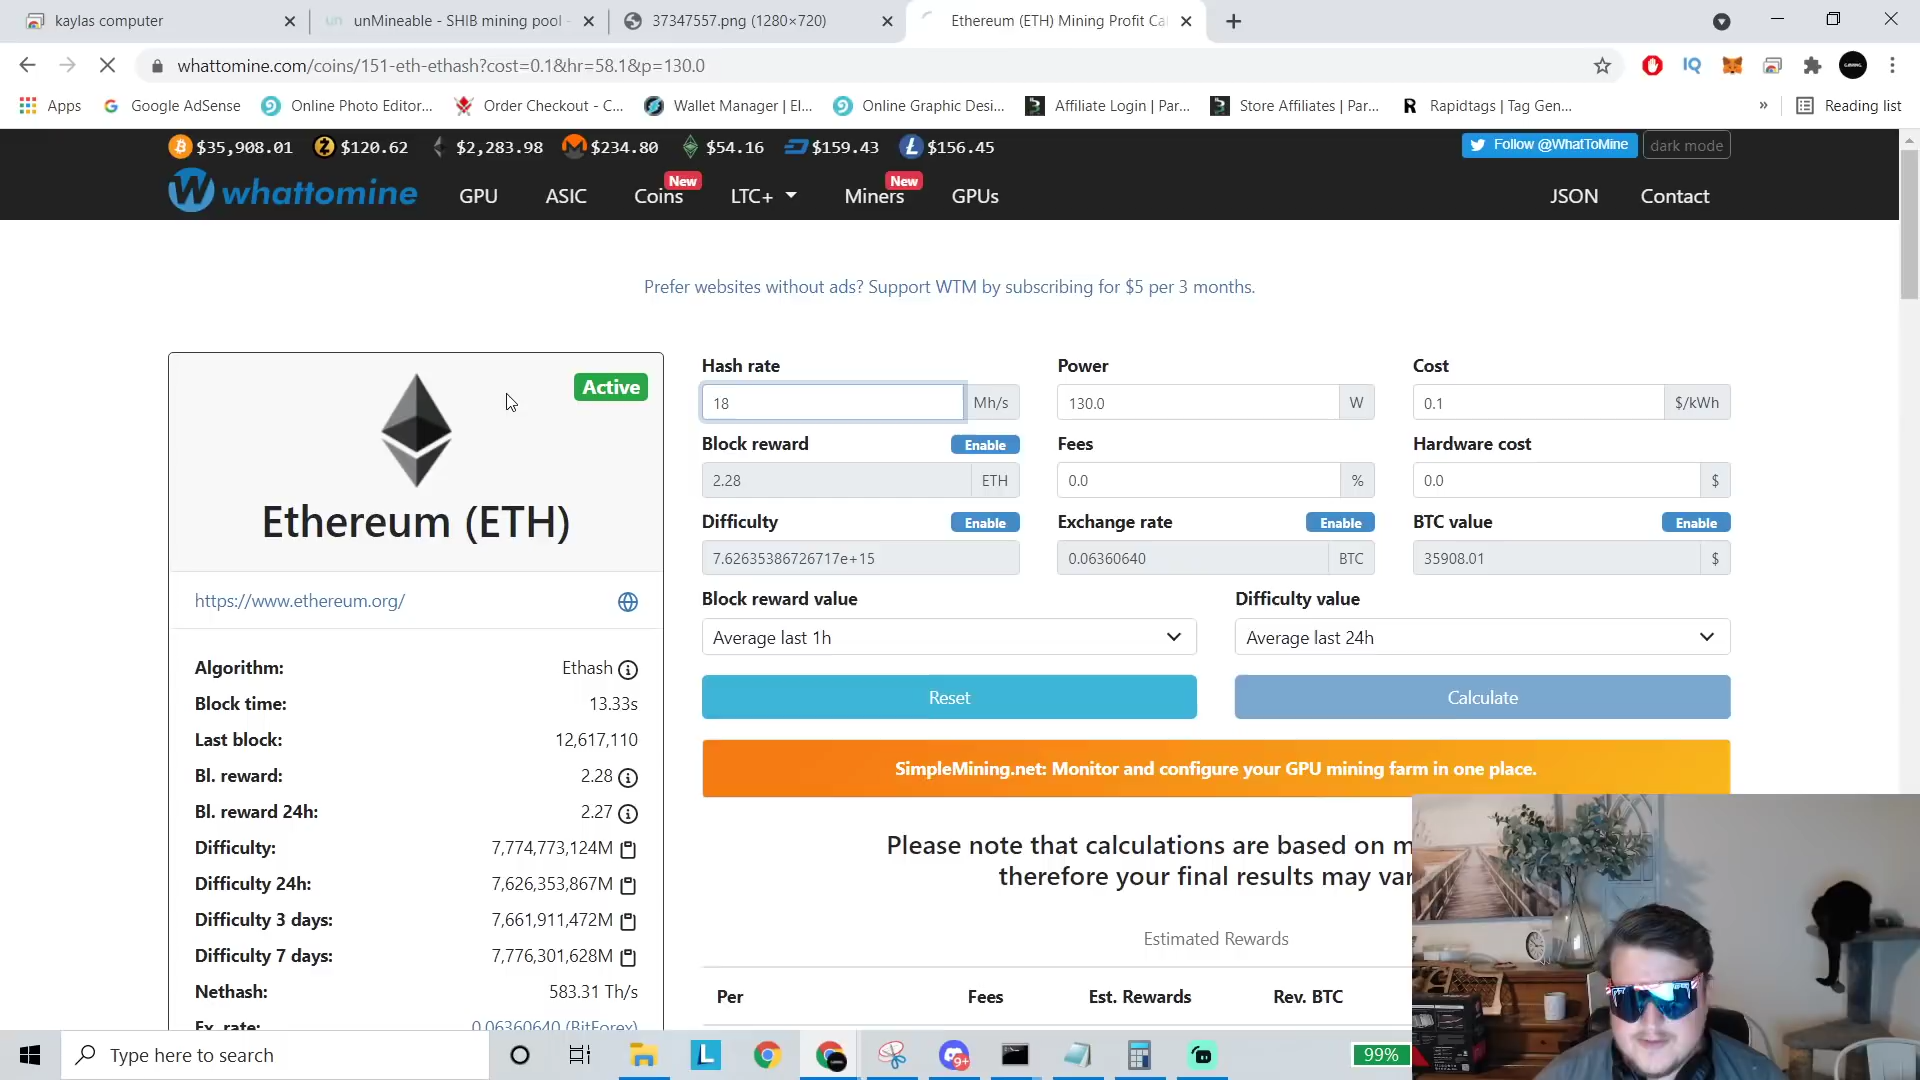 kaylas computer
unMineable - SHIB mining pool -
37347557.png (1280×720)
Ethereum (ETH) Mining Profit Ca
whattomine.com/coins/151-eth-ethash?cost=0.1&hr=58.1&p=130.0
Apps
Google AdSense
Online Photo Editor...
Order Checkout - C...
Wallet Manager | El...
Online Graphic Desi...
Affiliate Login | Par...
Store Affiliates | Par...
Rapidtags | Tag Gen...
»
Reading list
$35,908.01 $120.62 $2,283.98 $234.80 $54.16 $159.43 $156.45
Follow @WhatToMine
dark mode
whattomine
GPU
ASIC
Coins
New
LTC+
Miners
New
GPUs
JSON
Contact
Prefer websites without ads? Support WTM by subscribing for $5 per 3 months.
Active
Ethereum (ETH)
https://www.ethereum.org/
Algorithm: Ethash
Block time: 13.33s
Last block: 12,617,110
Bl. reward: 2.28
Bl. reward 24h: 2.27
Difficulty: 7,774,773,124M
Difficulty 24h: 7,626,353,867M
Difficulty 3 days: 7,661,911,472M
Difficulty 7 days: 7,776,301,628M
Nethash: 583.31 Th/s
Ex. rate: 0.06360640 (BitForex)
Hash rate Power Cost
18 Mh/s 130.0 W 0.1 $/kWh
Block reward Enable Fees Hardware cost
2.28 ETH 0.0 % 0.0 $
Difficulty Enable Exchange rate Enable BTC value Enable
7.62635386726717e+15 0.06360640 BTC 35908.01 $
Block reward value Difficulty value
Average last 1h Average last 24h
Reset Calculate
SimpleMining.net: Monitor and configure your GPU mining farm in one place.
Please note that calculations are based on m
therefore your final results may var
Estimated Rewards
Per Fees Est. Rewards Rev. BTC
Type here to search
9+
99%